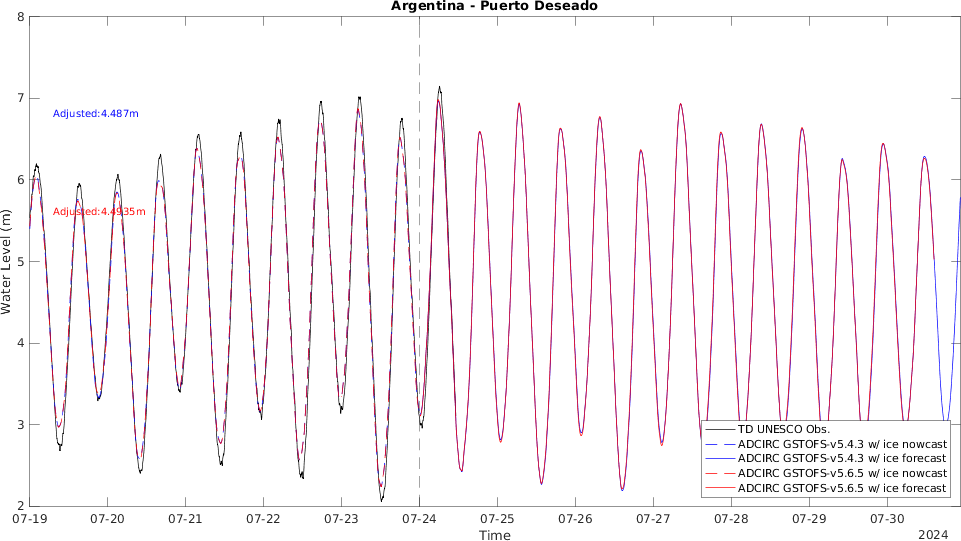 Argentina - Puerto Deseado
8
7
6
5
4
3
2
Water Level (m)
Adjusted:4.487m
Adjusted:4.4935m
TD UNESCO Obs.
ADCIRC GSTOFS-v5.4.3 w/ ice nowcast
ADCIRC GSTOFS-v5.4.3 w/ ice forecast
ADCIRC GSTOFS-v5.6.5 w/ ice nowcast
ADCIRC GSTOFS-v5.6.5 w/ ice forecast
07-19 07-20 07-21 07-22 07-23 07-24 07-25 07-26 07-27 07-28 07-29 07-30
Time
2024